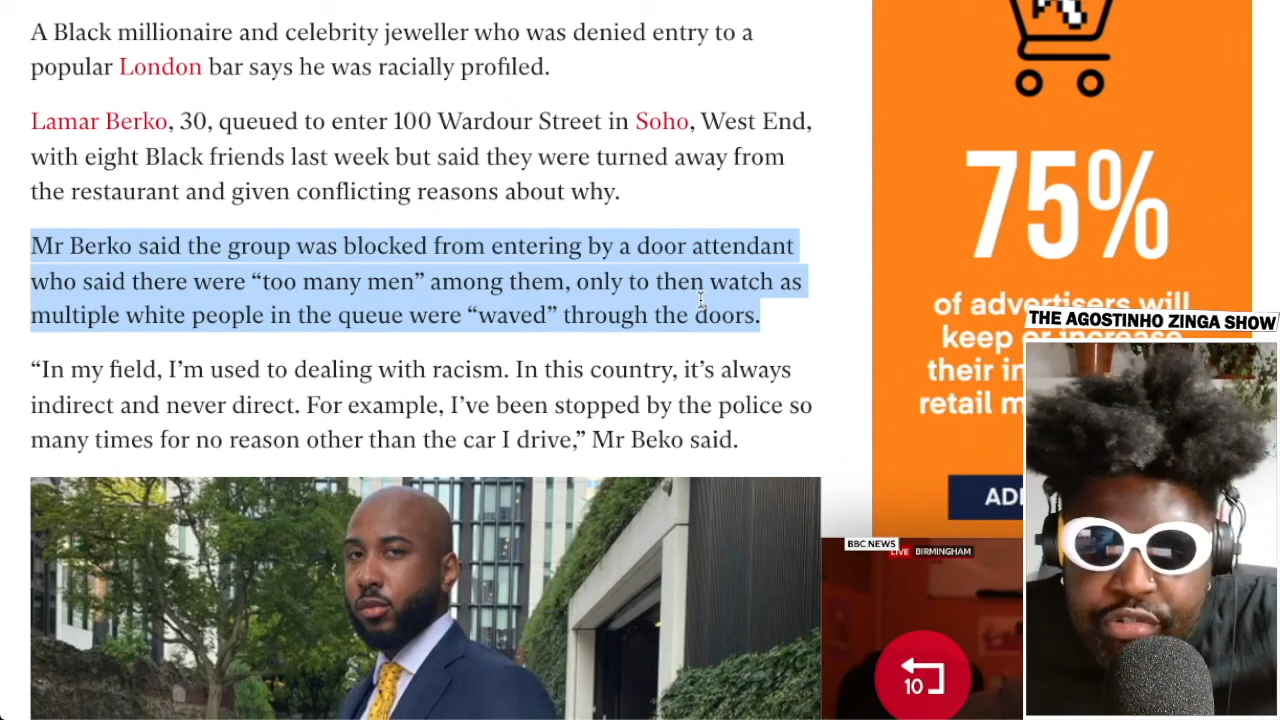 A Black millionaire and celebrity jeweller who was denied entry to a
popular London bar says he was racially profiled.
Lamar Berko, 30, queued to enter 100 Wardour Street in Soho, West End,
with eight Black friends last week but said they were turned away from
the restaurant and given conflicting reasons about why.
Mr Berko said the group was blocked from entering by a door attendant
who said there were “too many men” among them, only to then watch as
multiple white people in the queue were “waved” through the doors.
“In my field, I’m used to dealing with racism. In this country, it’s always
indirect and never direct. For example, I’ve been stopped by the police so
many times for no reason other than the car I drive,” Mr Beko said.
75%
of advertisers will
keep or increase
their in
retail m
THE AGOSTINHO ZINGA SHOW
BBC NEWS
LIVE BIRMINGHAM
10